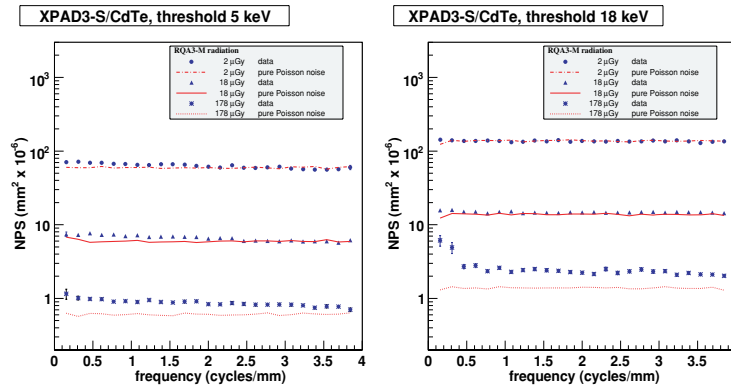 XPAD3-S/CdTe, threshold 5 keV
RQA3-M radiation
2 μGy data
2 μGy pure Poisson noise
18 μGy data
18 μGy pure Poisson noise
178 μGy data
178 μGy pure Poisson noise
NPS (mm² x 10⁻⁶)
10³
10²
10
1
0 0.5 1 1.5 2 2.5 3 3.5 4
frequency (cycles/mm)
XPAD3-S/CdTe, threshold 18 keV
RQA3-M radiation
2 μGy data
2 μGy pure Poisson noise
18 μGy data
18 μGy pure Poisson noise
178 μGy data
178 μGy pure Poisson noise
NPS (mm² x 10⁻⁶)
10³
10²
10
1
0 0.5 1 1.5 2 2.5 3 3.5
frequency (cycles/mm)